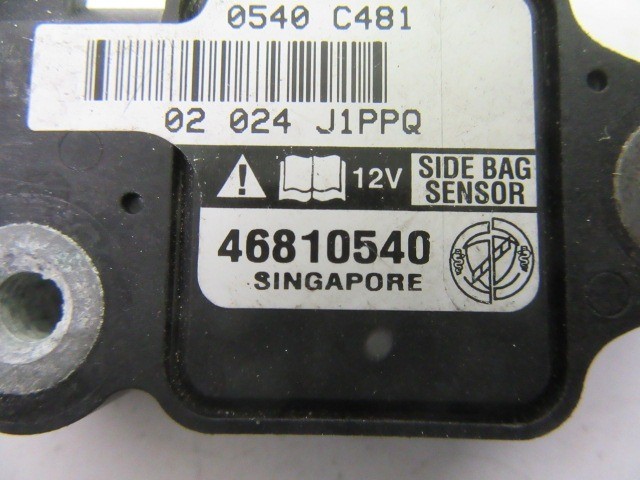 0540 C481
02 024 J1PPQ
12V SIDE BAG
SENSOR
46810540
SINGAPORE